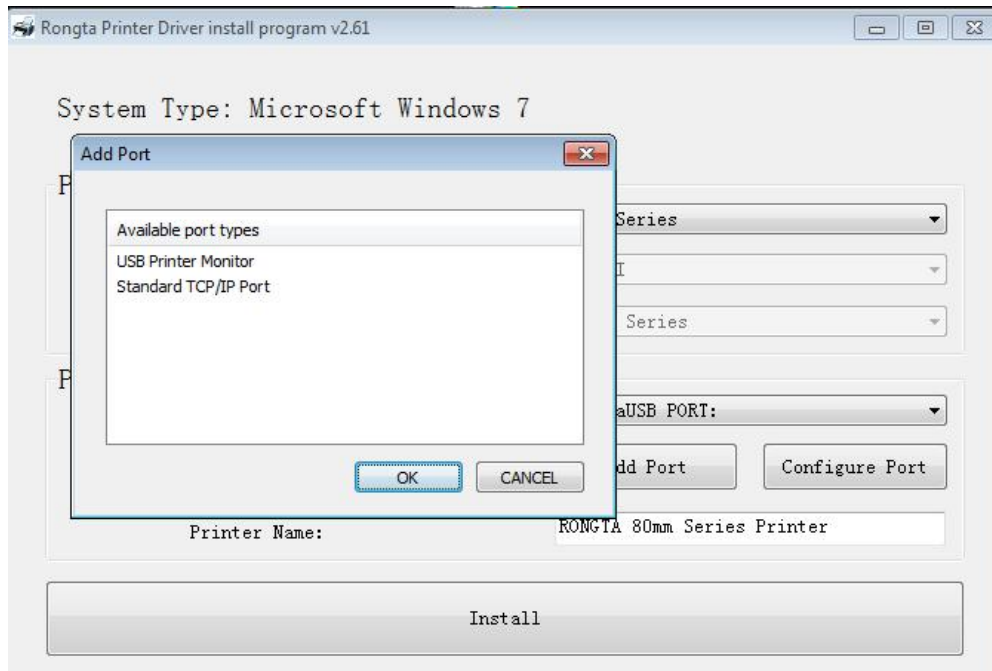 Rongta Printer Driver install program v2.61
System Type: Microsoft Windows 7
Add Port
Available port types
USB Printer Monitor
Standard TCP/IP Port
OK
CANCEL
Series
Series
USB PORT:
Port
Configure Port
Printer Name:
RONGTA 80mm Series Printer
Install